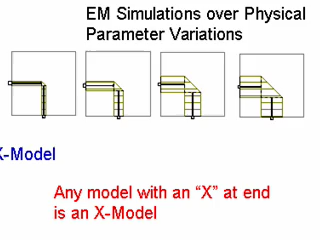 EM Simulations over Physical
Parameter Variations
X-Model
Any model with an "X" at end
is an X-Model